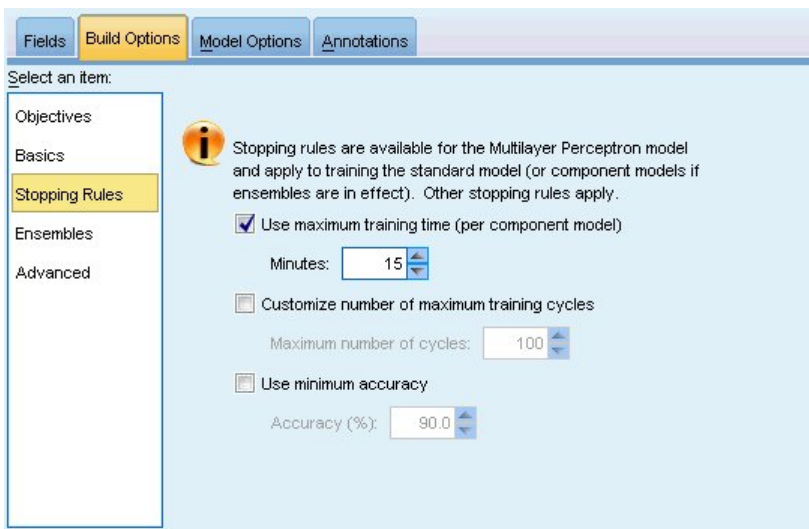 Fields Build Options Model Options Annotations
Select an item:
Objectives
Basics
Stopping Rules
Ensembles
Advanced
Stopping rules are available for the Multilayer Perceptron model
and apply to training the standard model (or component models if
ensembles are in effect). Other stopping rules apply.
Use maximum training time (per component model)
Minutes: 15
Customize number of maximum training cycles
Maximum number of cycles: 100
Use minimum accuracy
Accuracy (%): 90.0